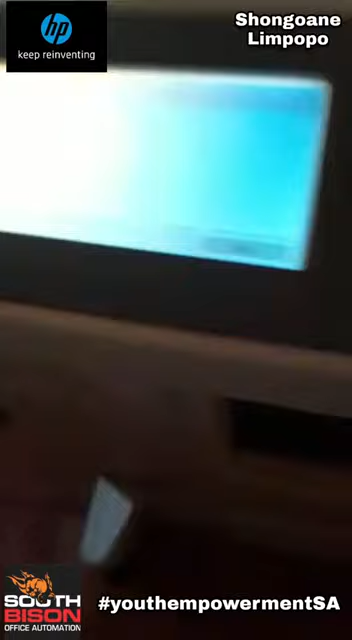 hp
keep reinventing
Shongoane
Limpopo
SOUTH
BISON
OFFICE AUTOMATION
#youthempowermentSA